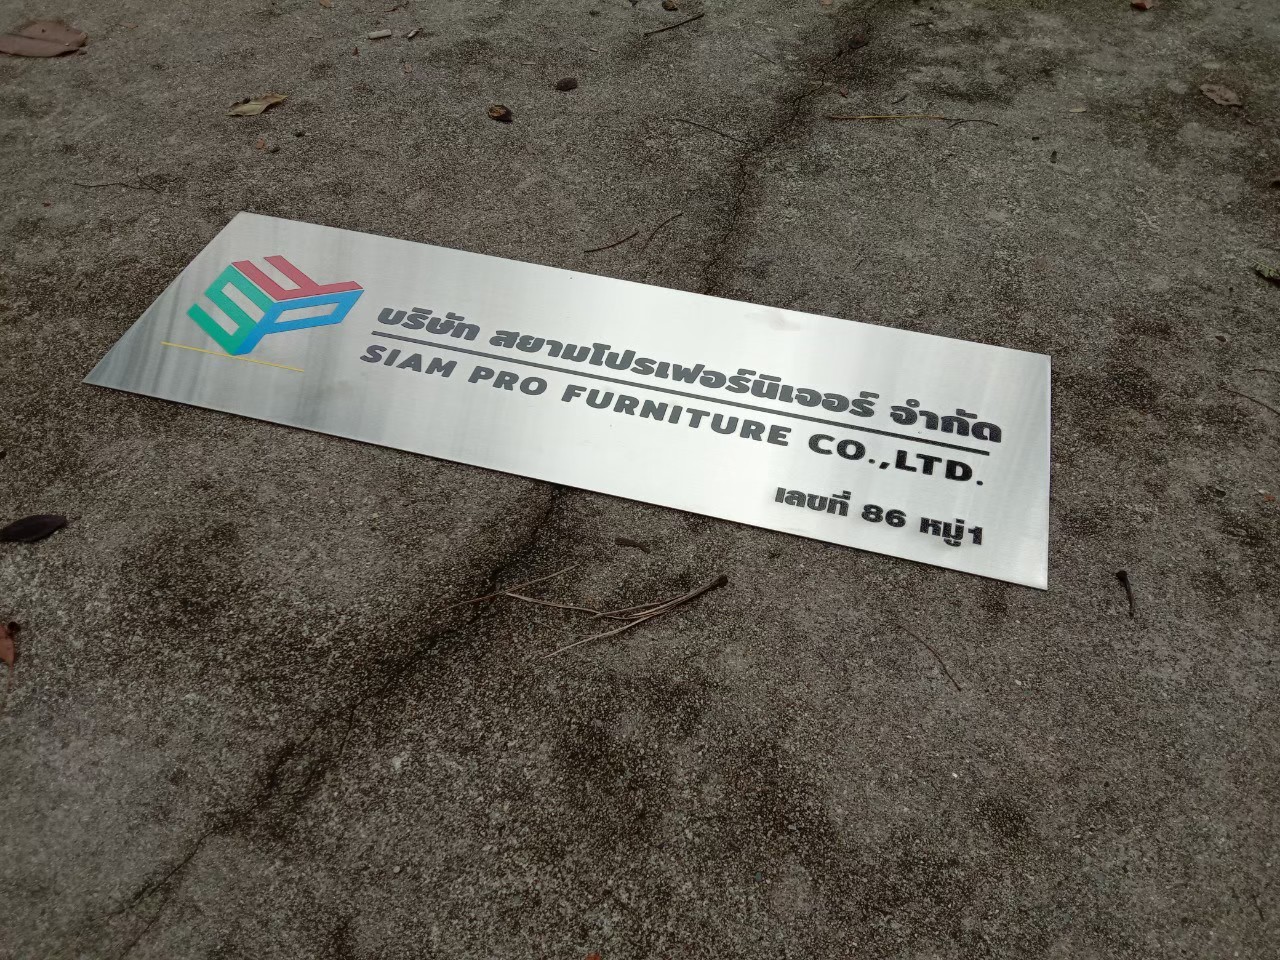 บริษัท สยามโปรเฟอร์นิเจอร์ จำกัด
SIAM PRO FURNITURE CO.,LTD.
เลขที่ 86 หมู่1